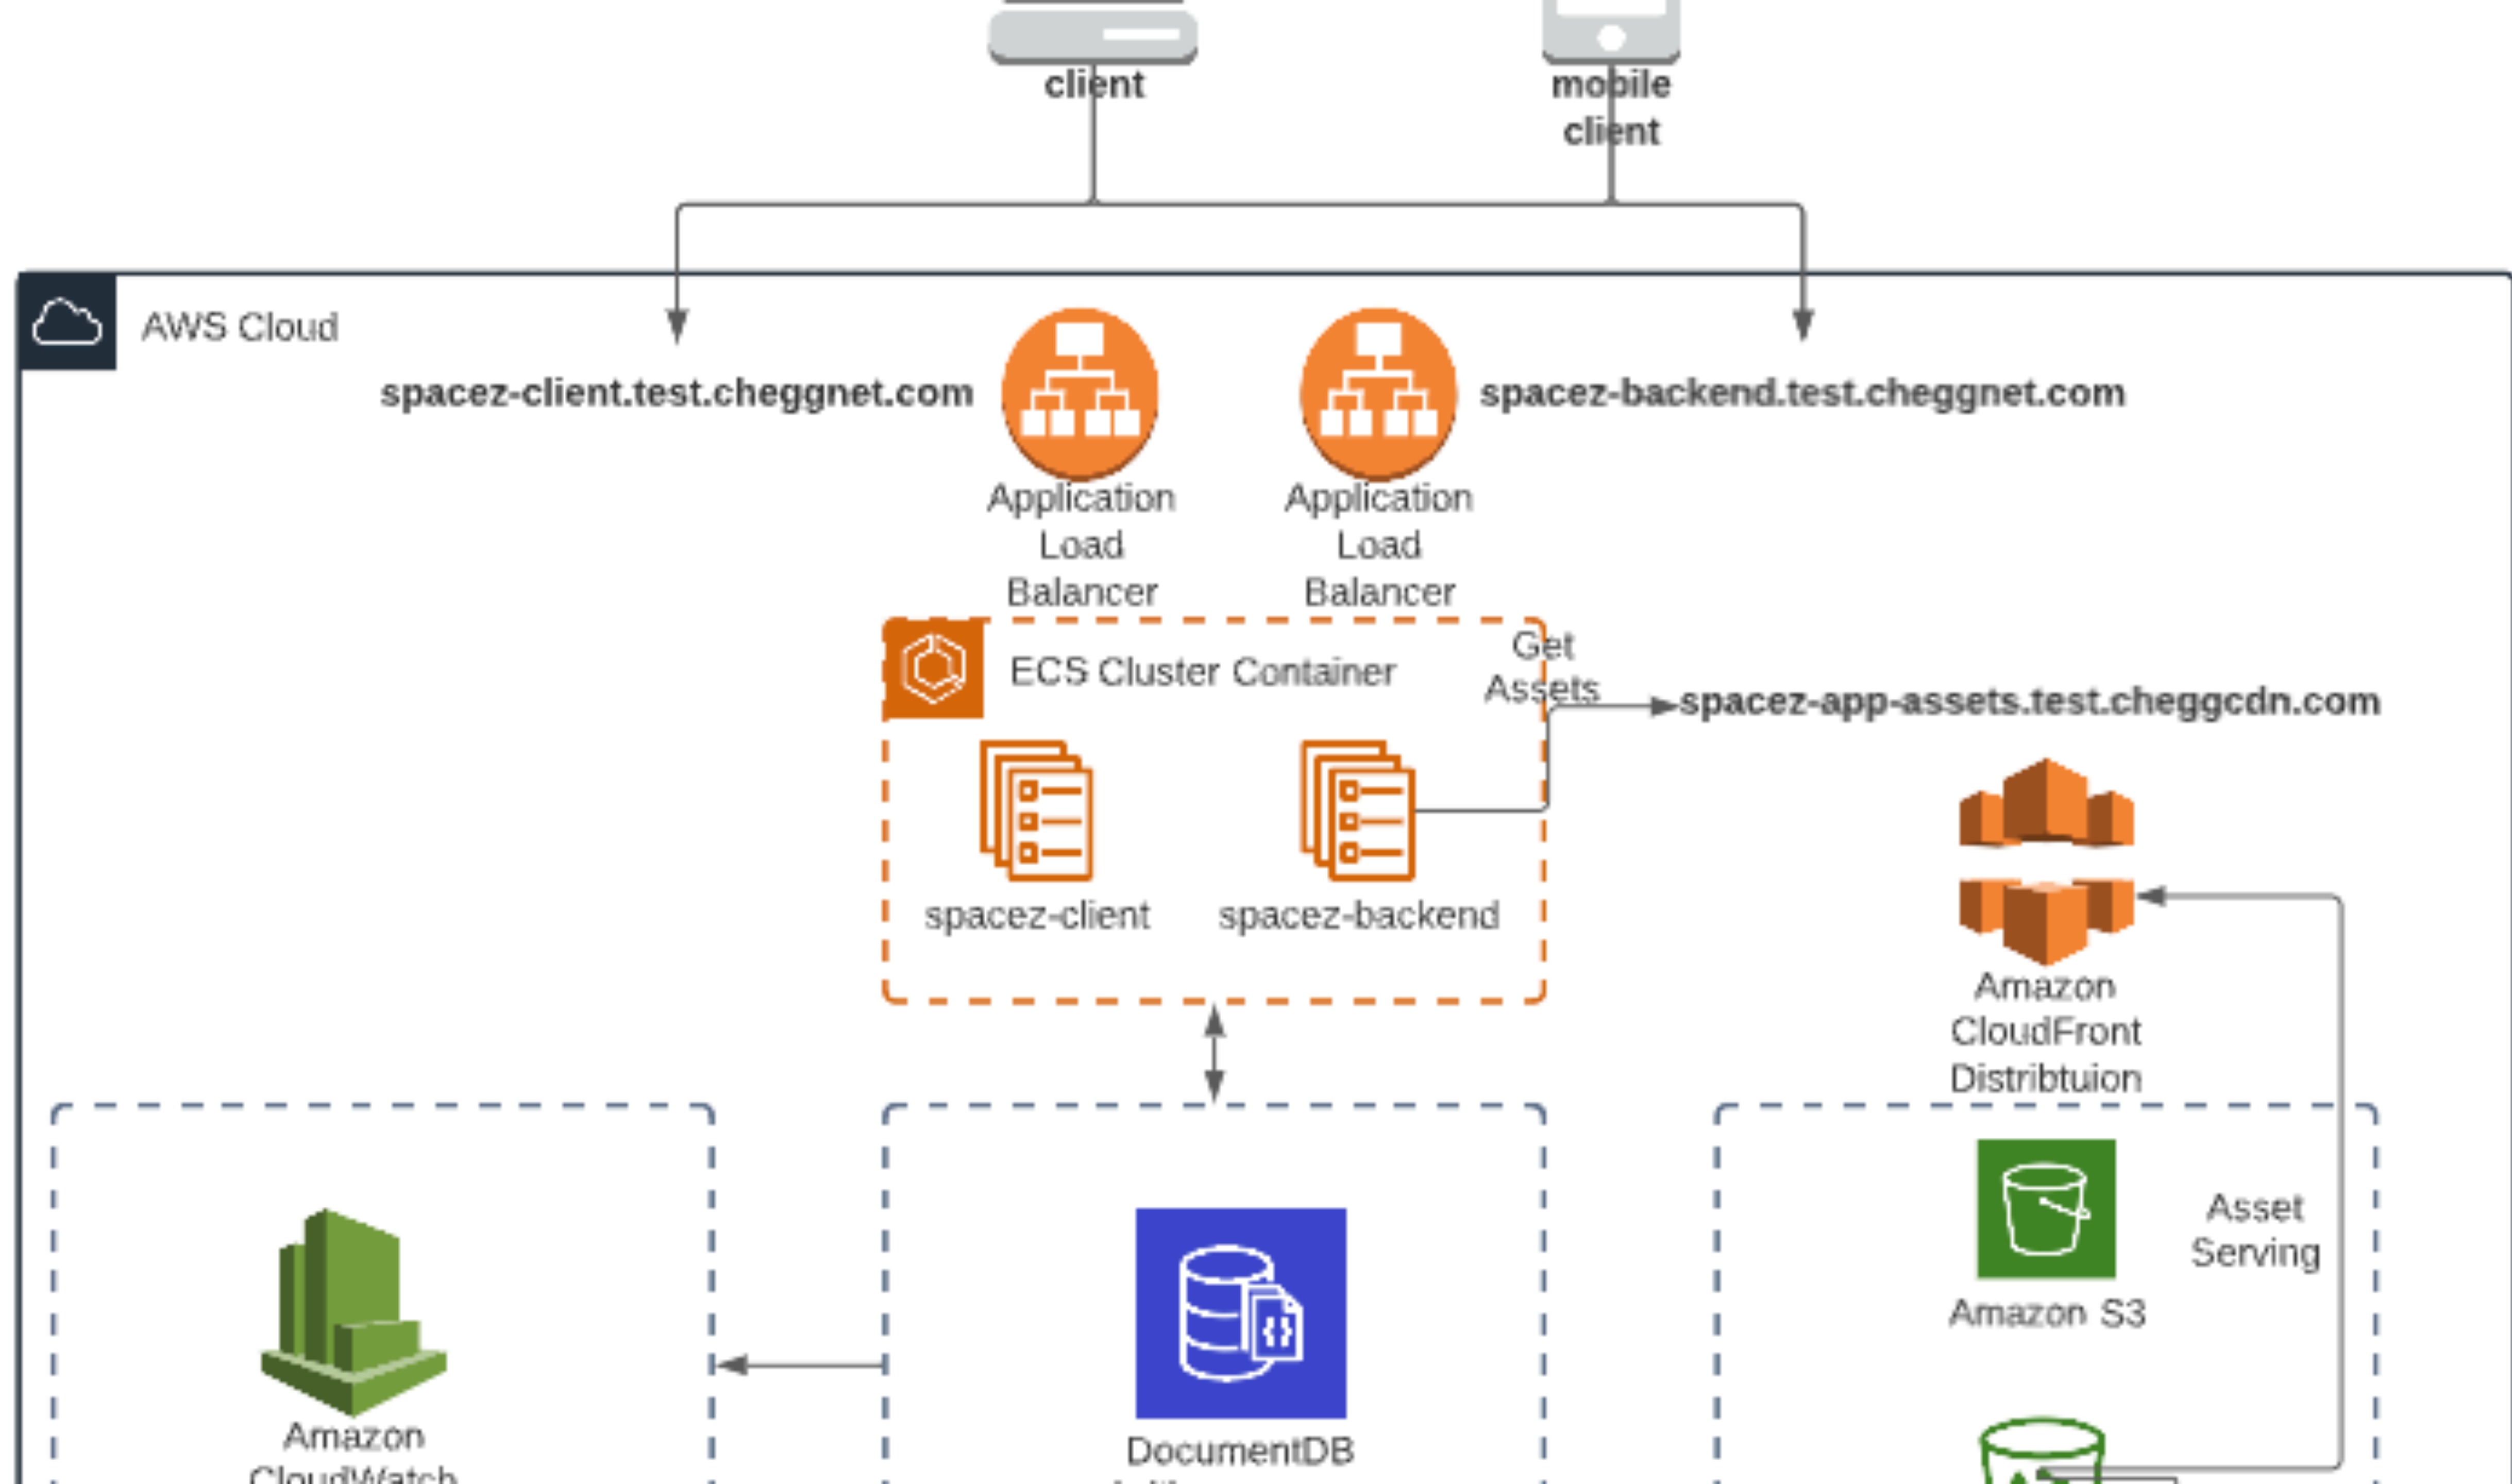 client
mobile
client
AWS Cloud
spacez-client.test.cheggnet.com
spacez-backend.test.cheggnet.com
Application
Load
Balancer
Application
Load
Balancer
ECS Cluster Container
Get
Assets
spacez-app-assets.test.cheggcdn.com
spacez-client
spacez-backend
Amazon
CloudFront
Distribtuion
Asset
Serving
Amazon S3
Amazon
CloudWatch
DocumentDB